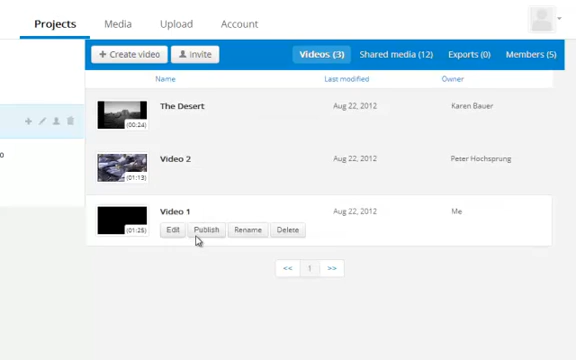 Projects Media Upload Account
+ Create video invite Videos (3) Shared media (12) Exports (0) Members (5)
Name Last modified Owner
The Desert Aug 22, 2012 Karen Bauer
(00:24)
Video 2 Aug 22, 2012 Peter Hochsprung
(01:13)
Video 1 Aug 22, 2012 Me
(01:25) Edit Publish Rename Delete
<< 1 >>